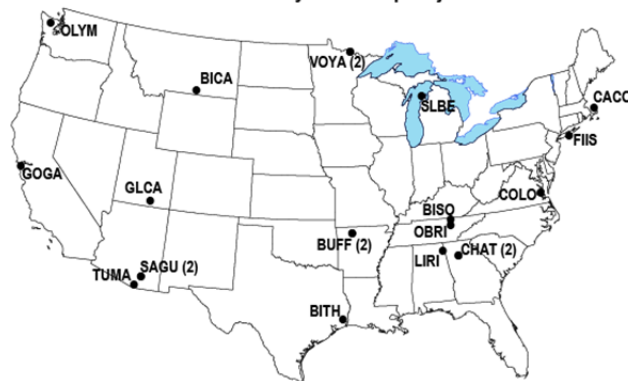 OLYM
VOYA (2)
BICA
SLBE
CACO
FIIS
GOGA
GLCA
COLO
BISO
OBRI
BUFF (2)
LIRI
CHAT (2)
TUMA
SAGU (2)
BITH